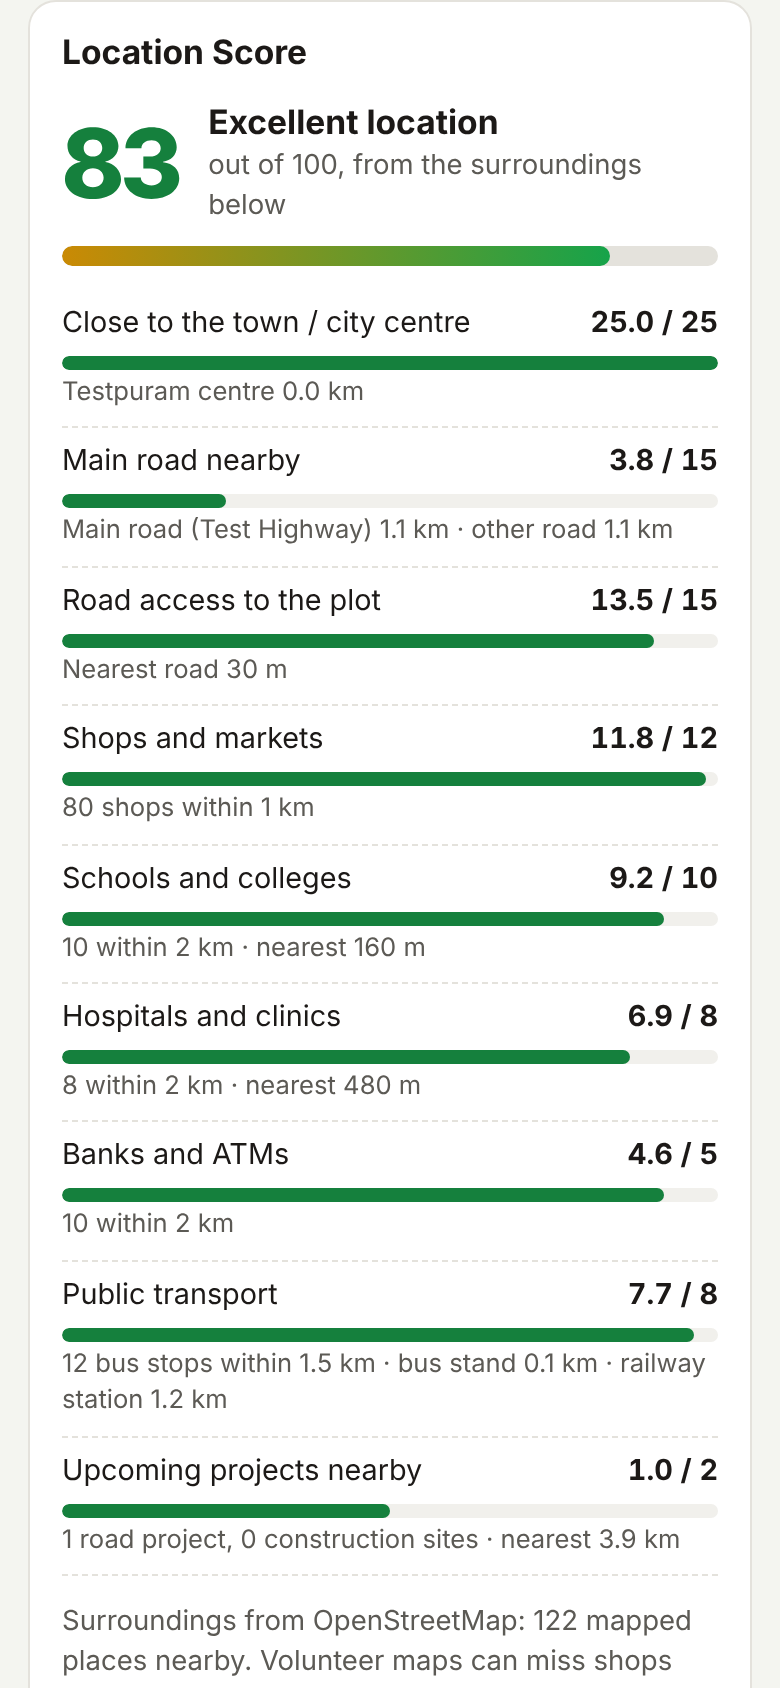 Location Score
83
Excellent location
out of 100, from the surroundings
below
Close to the town / city centre 25.0 / 25
Testpuram centre 0.0 km
Main road nearby 3.8 / 15
Main road (Test Highway) 1.1 km · other road 1.1 km
Road access to the plot 13.5 / 15
Nearest road 30 m
Shops and markets 11.8 / 12
80 shops within 1 km
Schools and colleges 9.2 / 10
10 within 2 km · nearest 160 m
Hospitals and clinics 6.9 / 8
8 within 2 km · nearest 480 m
Banks and ATMs 4.6 / 5
10 within 2 km
Public transport 7.7 / 8
12 bus stops within 1.5 km · bus stand 0.1 km · railway
station 1.2 km
Upcoming projects nearby 1.0 / 2
1 road project, 0 construction sites · nearest 3.9 km
Surroundings from OpenStreetMap: 122 mapped
places nearby. Volunteer maps can miss shops